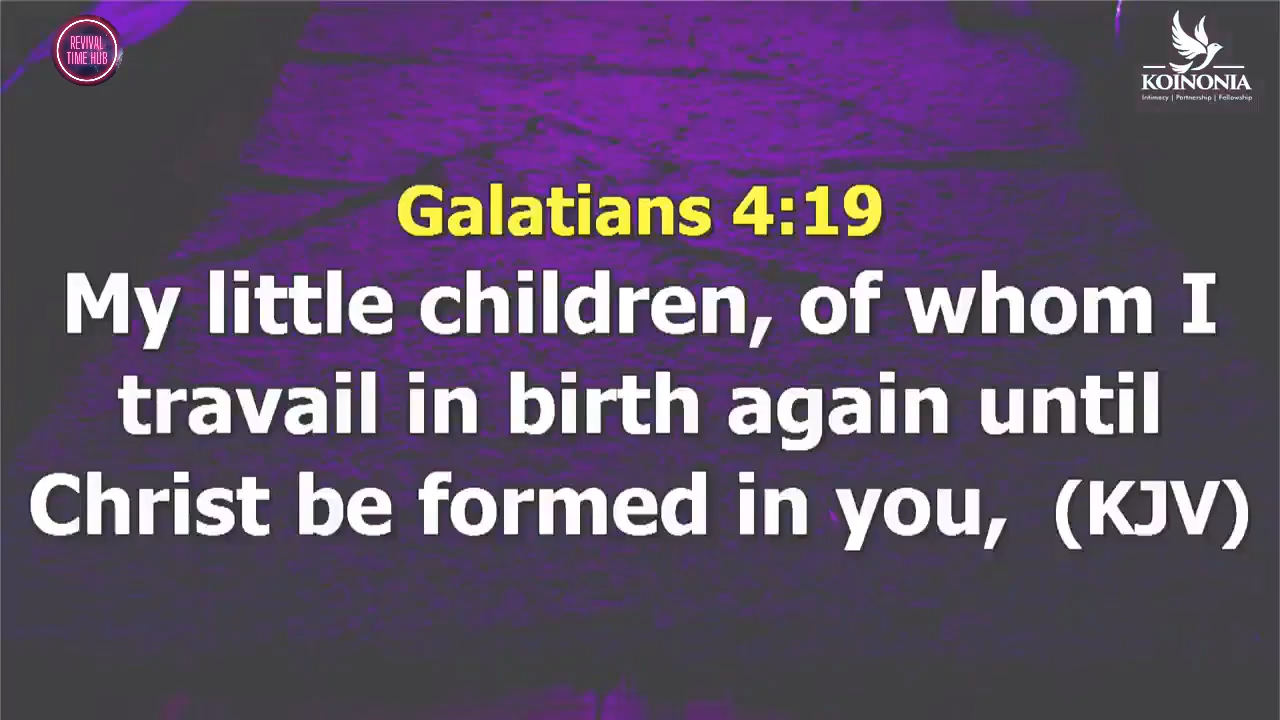 REVIVAL
TIME HUB
KOINONIA
Intimacy | Partnership | Fellowship
Galatians 4:19
My little children, of whom I
travail in birth again until
Christ be formed in you,  (KJV)